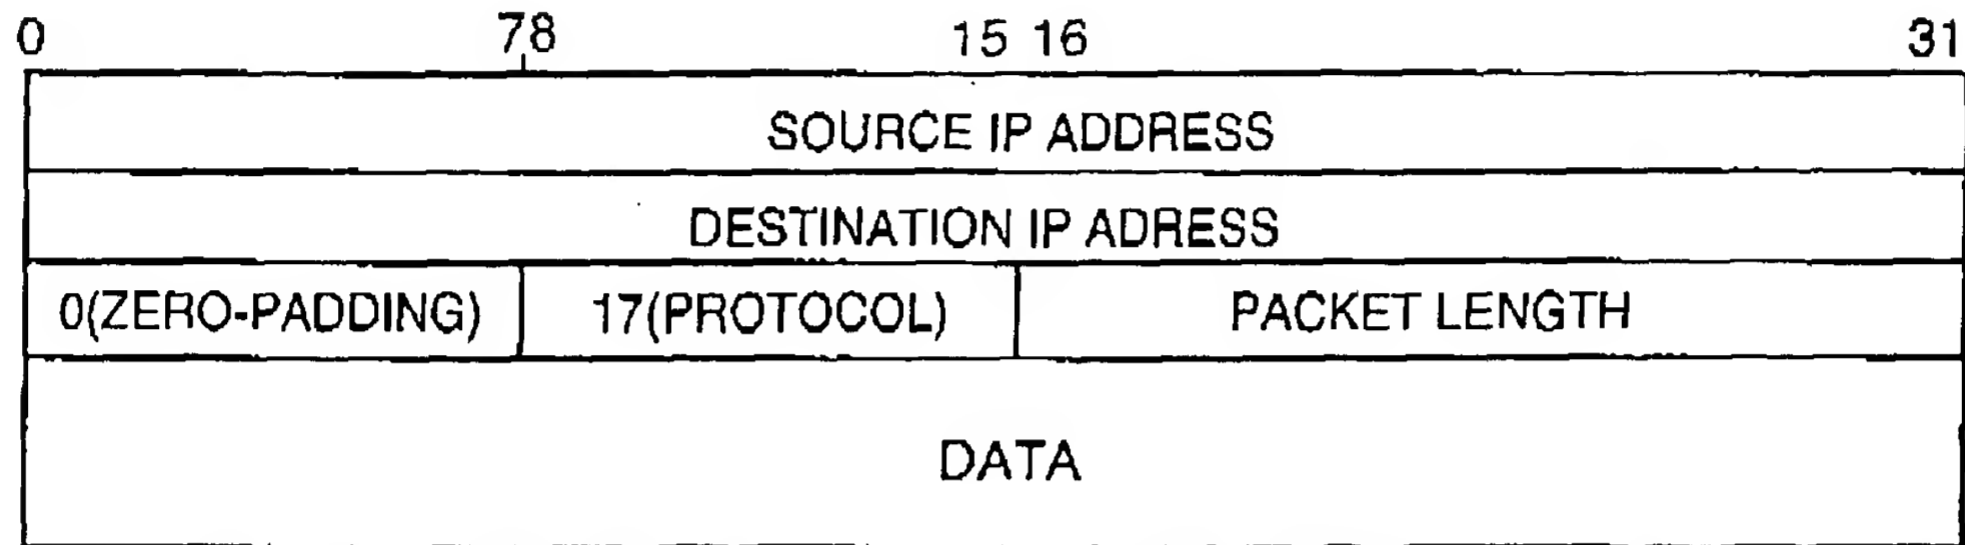 0 78 15 16 31
SOURCE IP ADDRESS
DESTINATION IP ADRESS
0(ZERO-PADDING) 17(PROTOCOL) PACKET LENGTH
DATA